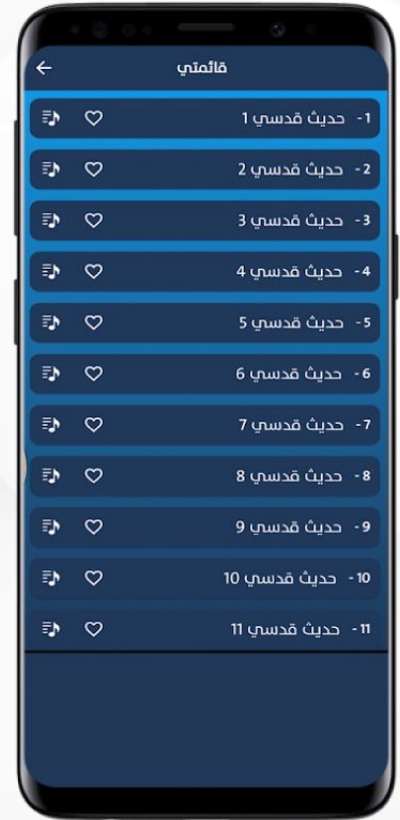 قائمتي
1 - حديث قدسي 1
2 - حديث قدسي 2
3 - حديث قدسي 3
4 - حديث قدسي 4
5 - حديث قدسي 5
6 - حديث قدسي 6
7 - حديث قدسي 7
8 - حديث قدسي 8
9 - حديث قدسي 9
10 - حديث قدسي 10
11 - حديث قدسي 11